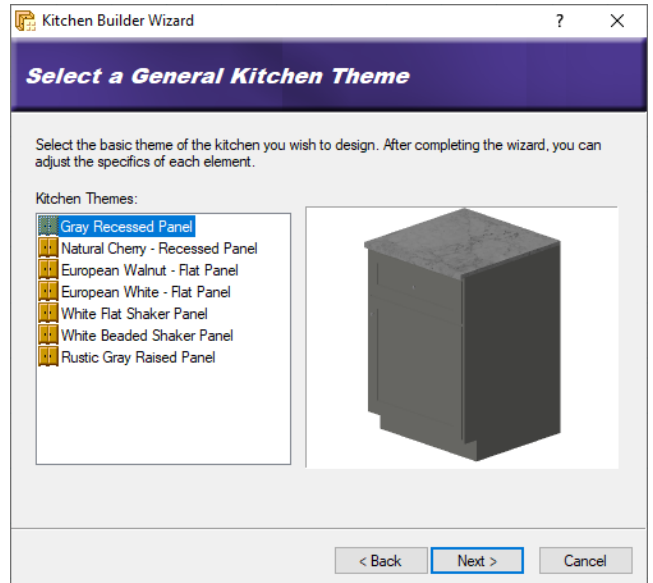 Kitchen Builder Wizard
?
Select a General Kitchen Theme
Select the basic theme of the kitchen you wish to design. After completing the wizard, you can
adjust the specifics of each element.
Kitchen Themes:
Gray Recessed Panel
Natural Cherry - Recessed Panel
European Walnut - Flat Panel
European White - Flat Panel
White Flat Shaker Panel
White Beaded Shaker Panel
Rustic Gray Raised Panel
< Back Next > Cancel